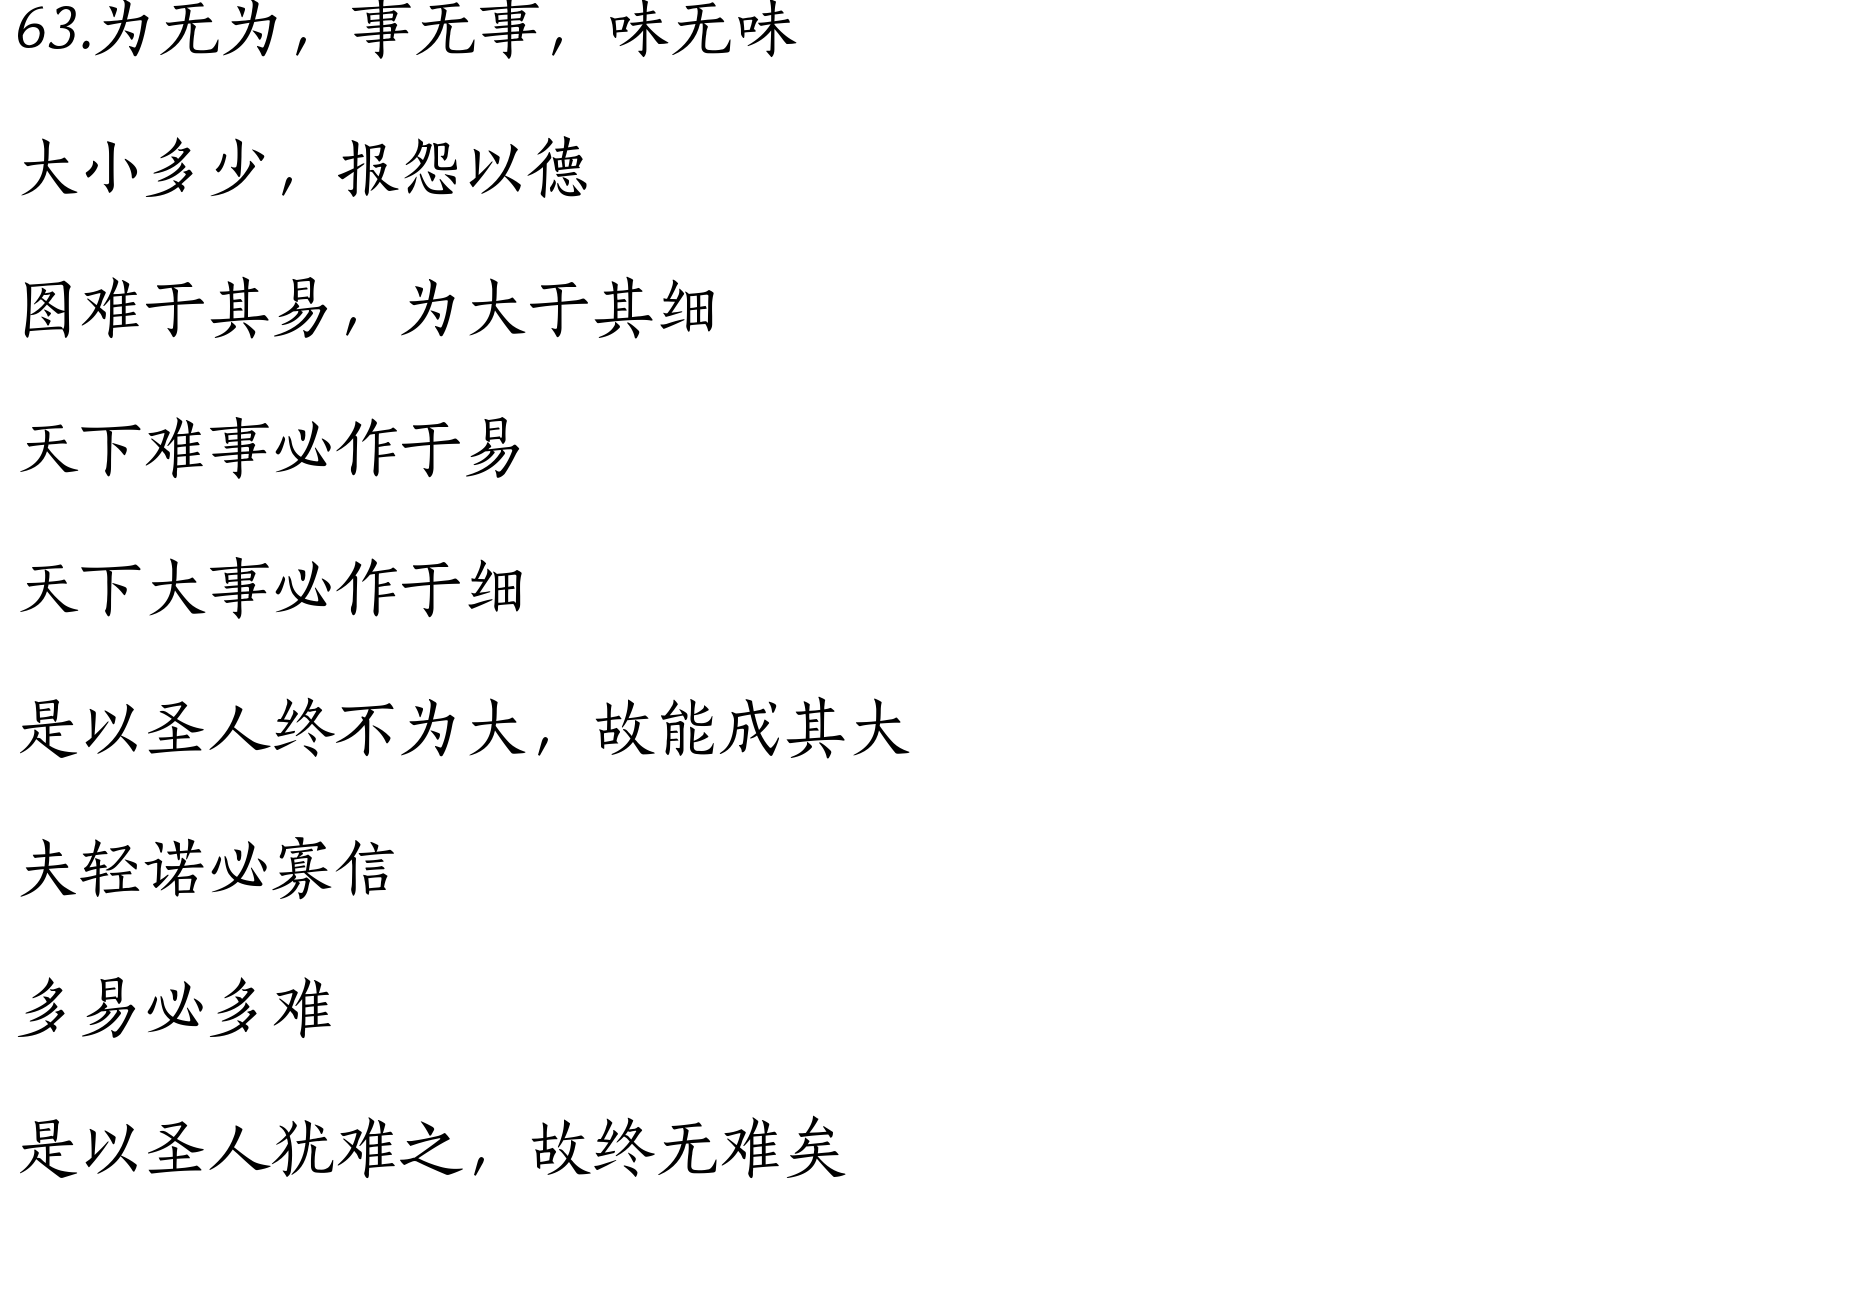 63.为无为，事无事，味无味
大小多少，报怨以德
图难于其易，为大于其细
天下难事必作于易
天下大事必作于细
是以圣人终不为大，故能成其大
夫轻诺必寡信
多易必多难
是以圣人犹难之，故终无难矣